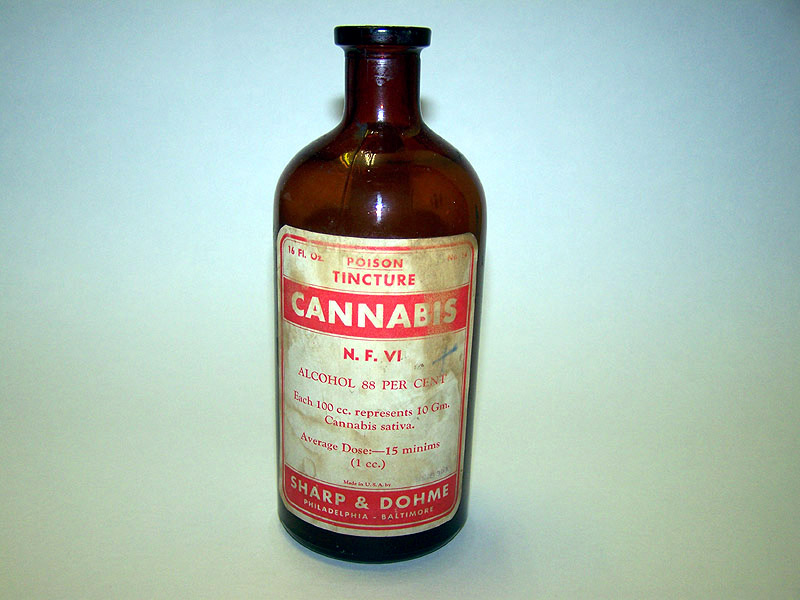 16 Fl. Oz.
POISON
No.
TINCTURE
CANNABIS
N. F. VI
ALCOHOL 88 PER CENT
Each 100 cc. represents 10 Gm.
Cannabis sativa.
Average Dose:—15 minims
(1 cc.)
Made in U. S. A. by
SHARP & DOHME
PHILADELPHIA - BALTIMORE